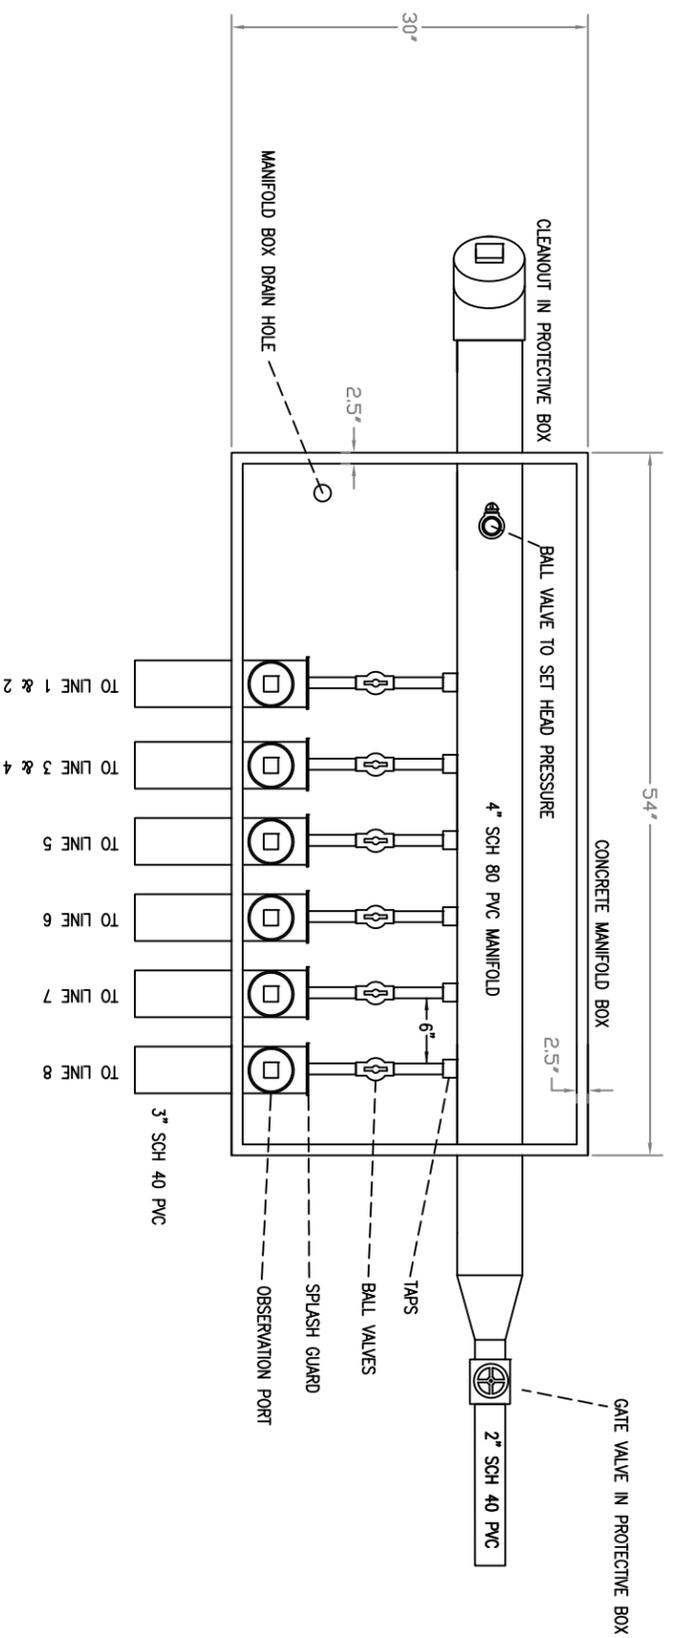 30"
MANIFOLD BOX DRAIN HOLE
CLEANOUT IN PROTECTIVE BOX
2.5"
BALL VALVE TO SET HEAD PRESSURE
54"
CONCRETE MANIFOLD BOX
4" SCH 80 PVC MANIFOLD
2.5"
6"
TO LINE 1 & 2
TO LINE 3 & 4
TO LINE 5
TO LINE 6
TO LINE 7
TO LINE 8
3" SCH 40 PVC
TAPS
BALL VALVES
SPLASH GUARD
OBSERVATION PORT
GATE VALVE IN PROTECTIVE BOX
2" SCH 40 PVC